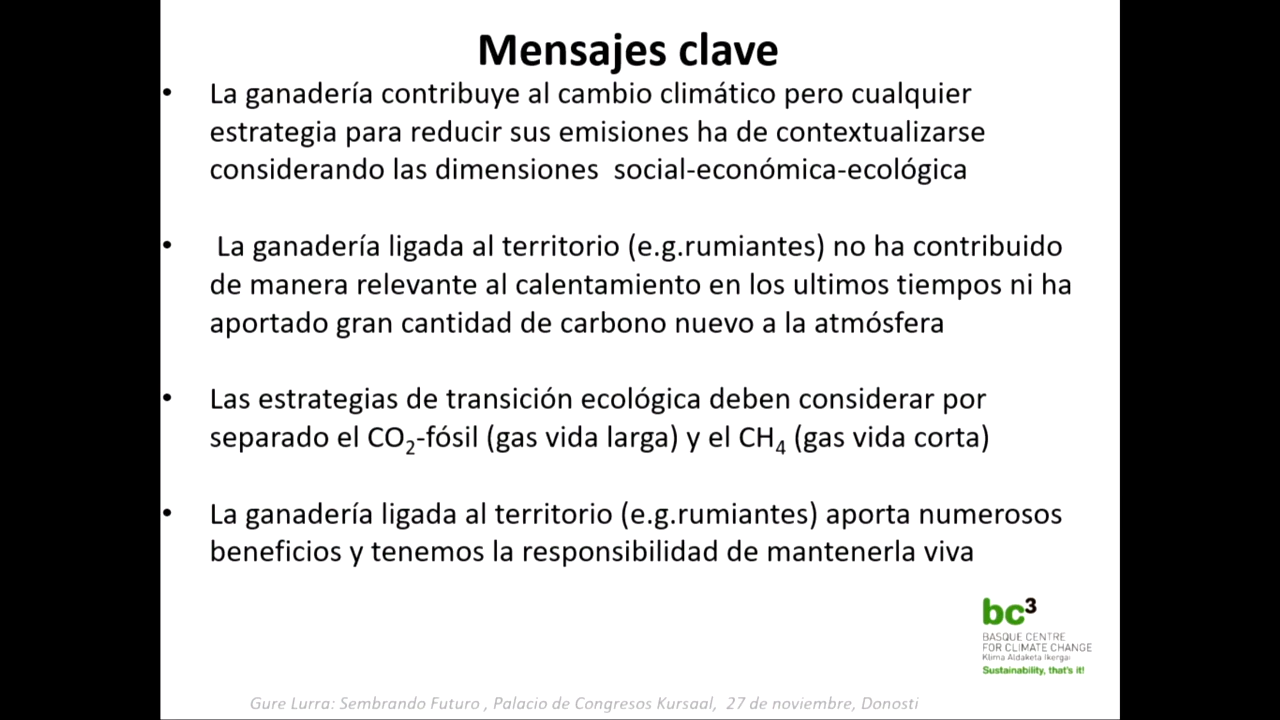 Mensajes clave
• La ganadería contribuye al cambio climático pero cualquier
estrategia para reducir sus emisiones ha de contextualizarse
considerando las dimensiones  social-económica-ecológica
• La ganadería ligada al territorio (e.g.rumiantes) no ha contribuido
de manera relevante al calentamiento en los ultimos tiempos ni ha
aportado gran cantidad de carbono nuevo a la atmósfera
• Las estrategias de transición ecológica deben considerar por
separado el CO₂-fósil (gas vida larga) y el CH₄ (gas vida corta)
• La ganadería ligada al territorio (e.g.rumiantes) aporta numerosos
beneficios y tenemos la responsibilidad de mantenerla viva
bc³
BASQUE CENTRE
FOR CLIMATE CHANGE
Klima Aldaketa Ikergai
Sustainability, that's it!
Gure Lurra: Sembrando Futuro , Palacio de Congresos Kursaal,  27 de noviembre, Donosti